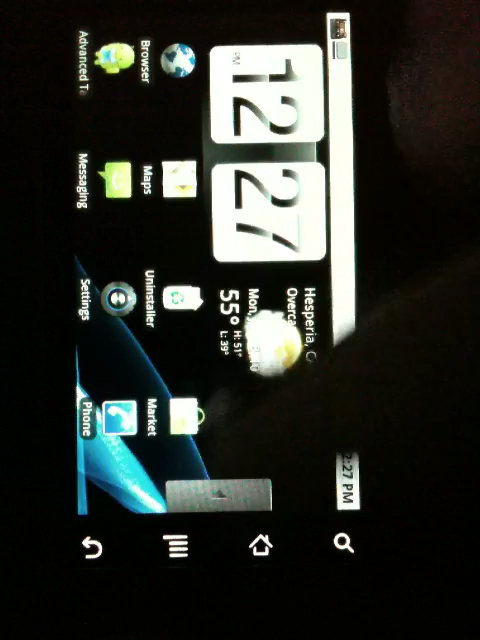 2:27 PM
12 27
PM
Hesperia, C
Overca
Mon,
55° H: 51°
L: 39°
Browser Maps Uninstaller Market
Advanced Ta Messaging Settings Phone